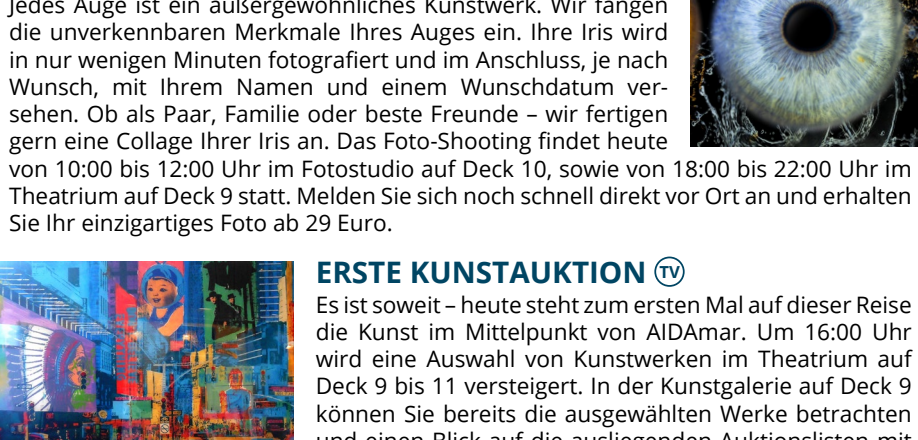 Jedes Auge ist ein außergewöhnliches Kunstwerk. Wir fangen
die unverkennbaren Merkmale Ihres Auges ein. Ihre Iris wird
in nur wenigen Minuten fotografiert und im Anschluss, je nach
Wunsch, mit Ihrem Namen und einem Wunschdatum ver-
sehen. Ob als Paar, Familie oder beste Freunde – wir fertigen
gern eine Collage Ihrer Iris an. Das Foto-Shooting findet heute
von 10:00 bis 12:00 Uhr im Fotostudio auf Deck 10, sowie von 18:00 bis 22:00 Uhr im
Theatrium auf Deck 9 statt. Melden Sie sich noch schnell direkt vor Ort an und erhalten
Sie Ihr einzigartiges Foto ab 29 Euro.
ERSTE KUNSTAUKTION TV
Es ist soweit – heute steht zum ersten Mal auf dieser Reise
die Kunst im Mittelpunkt von AIDAmar. Um 16:00 Uhr
wird eine Auswahl von Kunstwerken im Theatrium auf
Deck 9 bis 11 versteigert. In der Kunstgalerie auf Deck 9
können Sie bereits die ausgewählten Werke betrachten
und einen Blick auf die ausliegenden Auktionslisten mit